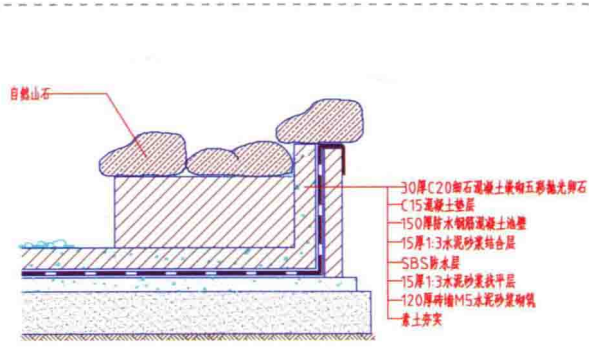 自然山石
30厚C20细石混凝土嵌砌五彩抛光卵石
C15混凝土垫层
150厚防水钢筋混凝土池壁
15厚1:3水泥砂浆结合层
SBS防水层
15厚1:3水泥砂浆找平层
120厚砖墙M5水泥砂浆砌筑
素土夯实